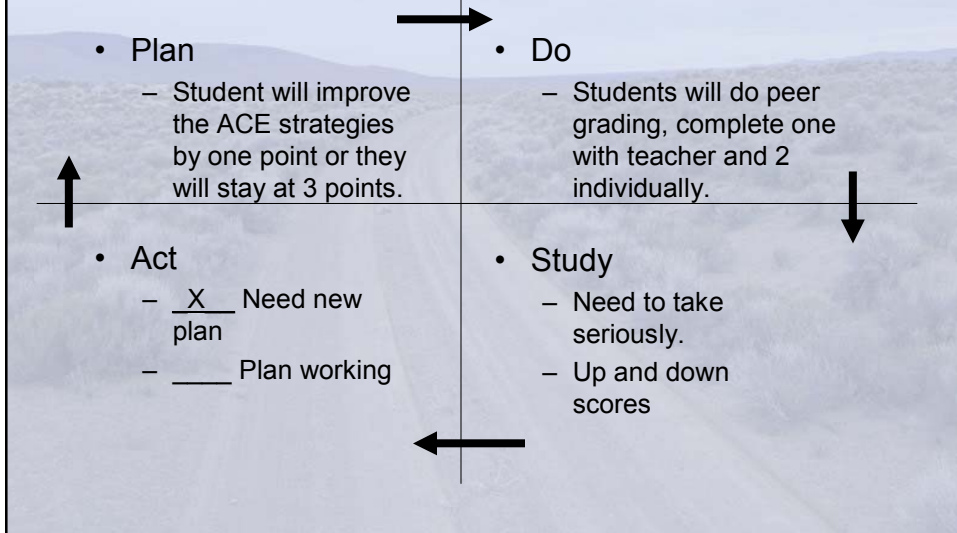 • Plan
– Student will improve
the ACE strategies
by one point or they
will stay at 3 points.
• Do
– Students will do peer
grading, complete one
with teacher and 2
individually.
• Act
– _X__ Need new
plan
– ____ Plan working
• Study
– Need to take
seriously.
– Up and down
scores